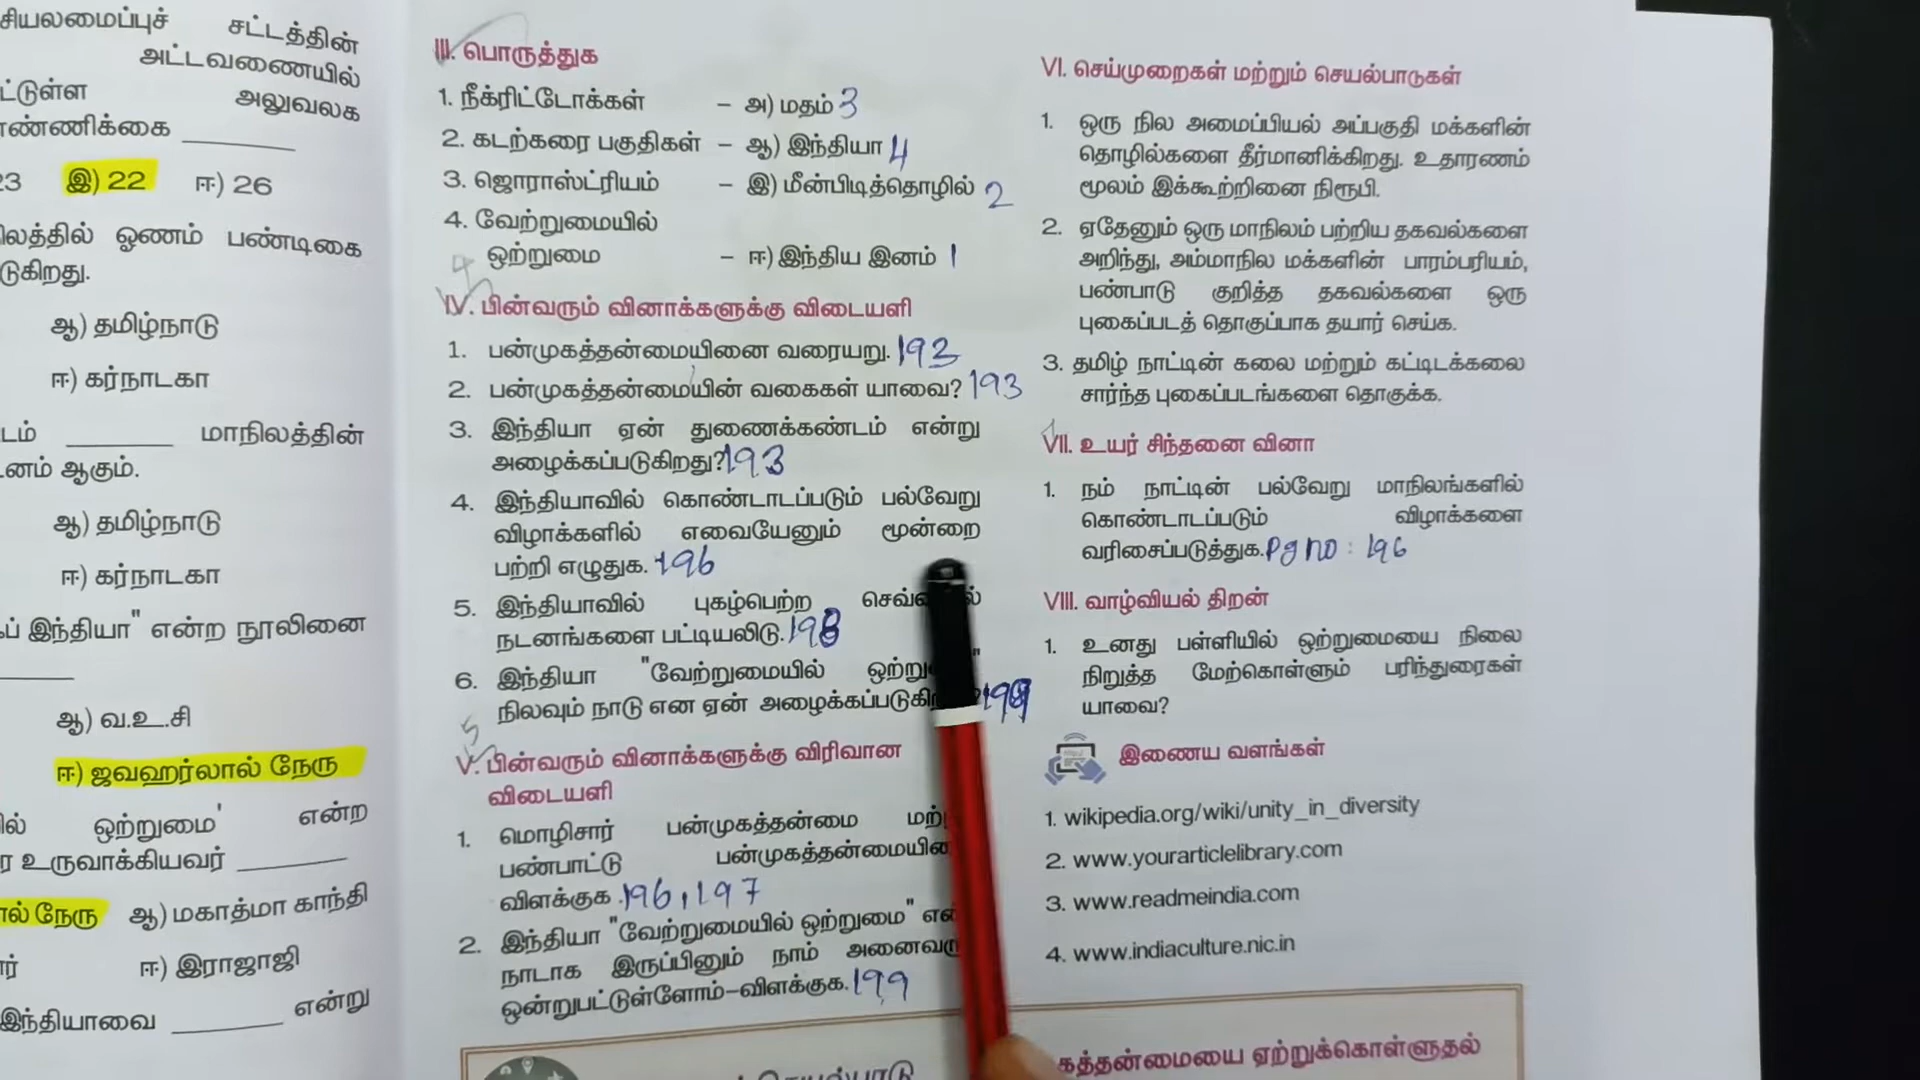 சியலமைப்புச் சட்டத்தின்
அட்டவணையில்
ட்டுள்ள அலுவலக
ண்ணிக்கை ________
23 இ) 22 ஈ) 26
லத்தில் ஓணம் பண்டிகை
டுகிறது.
ஆ) தமிழ்நாடு
ஈ) கர்நாடகா
டம் ________ மாநிலத்தின்
னம் ஆகும்.
ஆ) தமிழ்நாடு
ஈ) கர்நாடகா
ப் இந்தியா" என்ற நூலினை
ஆ) வ.உ.சி
ஈ) ஜவஹர்லால் நேரு
ல் ஒற்றுமை' என்ற
ர உருவாக்கியவர் ________
ால் நேரு ஆ) மகாத்மா காந்தி
ார் ஈ) இராஜாஜி
இந்தியாவை ________ என்று
III. பொருத்துக
1. நீக்ரிட்டோக்கள் – அ) மதம் 3
2. கடற்கரை பகுதிகள் – ஆ) இந்தியா 4
3. ஜொராஸ்ட்ரியம் – இ) மீன்பிடித்தொழில் 2
4. வேற்றுமையில்
ஒற்றுமை – ஈ) இந்திய இனம் 1
IV. பின்வரும் வினாக்களுக்கு விடையளி
1. பன்முகத்தன்மையினை வரையறு. 193
2. பன்முகத்தன்மையின் வகைகள் யாவை? 193
3. இந்தியா ஏன் துணைக்கண்டம் என்று
அழைக்கப்படுகிறது? 193
4. இந்தியாவில் கொண்டாடப்படும் பல்வேறு
விழாக்களில் எவையேனும் மூன்றை
பற்றி எழுதுக. 196
5. இந்தியாவில் புகழ்பெற்ற
நடனங்களை பட்டியலிடு. 198
6. இந்தியா "வேற்றுமையில்
நிலவும் நாடு என ஏன்
V. பின்வரும் வினாக்களுக்கு விரிவான
விடையளி
1. மொழிசார் பன்முகத்தன்மை
பண்பாட்டு
விளக்குக. 196, 197
2. இந்தியா "வேற்றுமையில் ஒற்றுமை"
நாடாக இருப்பினும் நாம்
ஒன்றுபட்டுள்ளோம்–விளக்குக. 199
VI. செய்முறைகள் மற்றும் செயல்பாடுகள்
1. ஒரு நில அமைப்பியல் அப்பகுதி மக்களின்
தொழில்களை தீர்மானிக்கிறது. உதாரணம்
மூலம் இக்கூற்றினை நிரூபி.
2. ஏதேனும் ஒரு மாநிலம் பற்றிய தகவல்களை
அறிந்து, அம்மாநில மக்களின் பாரம்பரியம்,
பண்பாடு குறித்த தகவல்களை ஒரு
புகைப்படத் தொகுப்பாக தயார் செய்க.
3. தமிழ் நாட்டின் கலை மற்றும் கட்டிடக்கலை
சார்ந்த புகைப்படங்களை தொகுக்க.
VII. உயர் சிந்தனை வினா
1. நம் நாட்டின் பல்வேறு மாநிலங்களில்
கொண்டாடப்படும் விழாக்களை
வரிசைப்படுத்துக. Pg no : 196
VIII. வாழ்வியல் திறன்
1. உனது பள்ளியில் ஒற்றுமையை நிலை
நிறுத்த மேற்கொள்ளும் பரிந்துரைகள்
யாவை?
இணைய வளங்கள்
1. wikipedia.org/wiki/unity_in_diversity
2. www.yourarticlelibrary.com
3. www.readmeindia.com
4. www.indiaculture.nic.in
கத்தன்மையை ஏற்றுக்கொள்ளுதல்